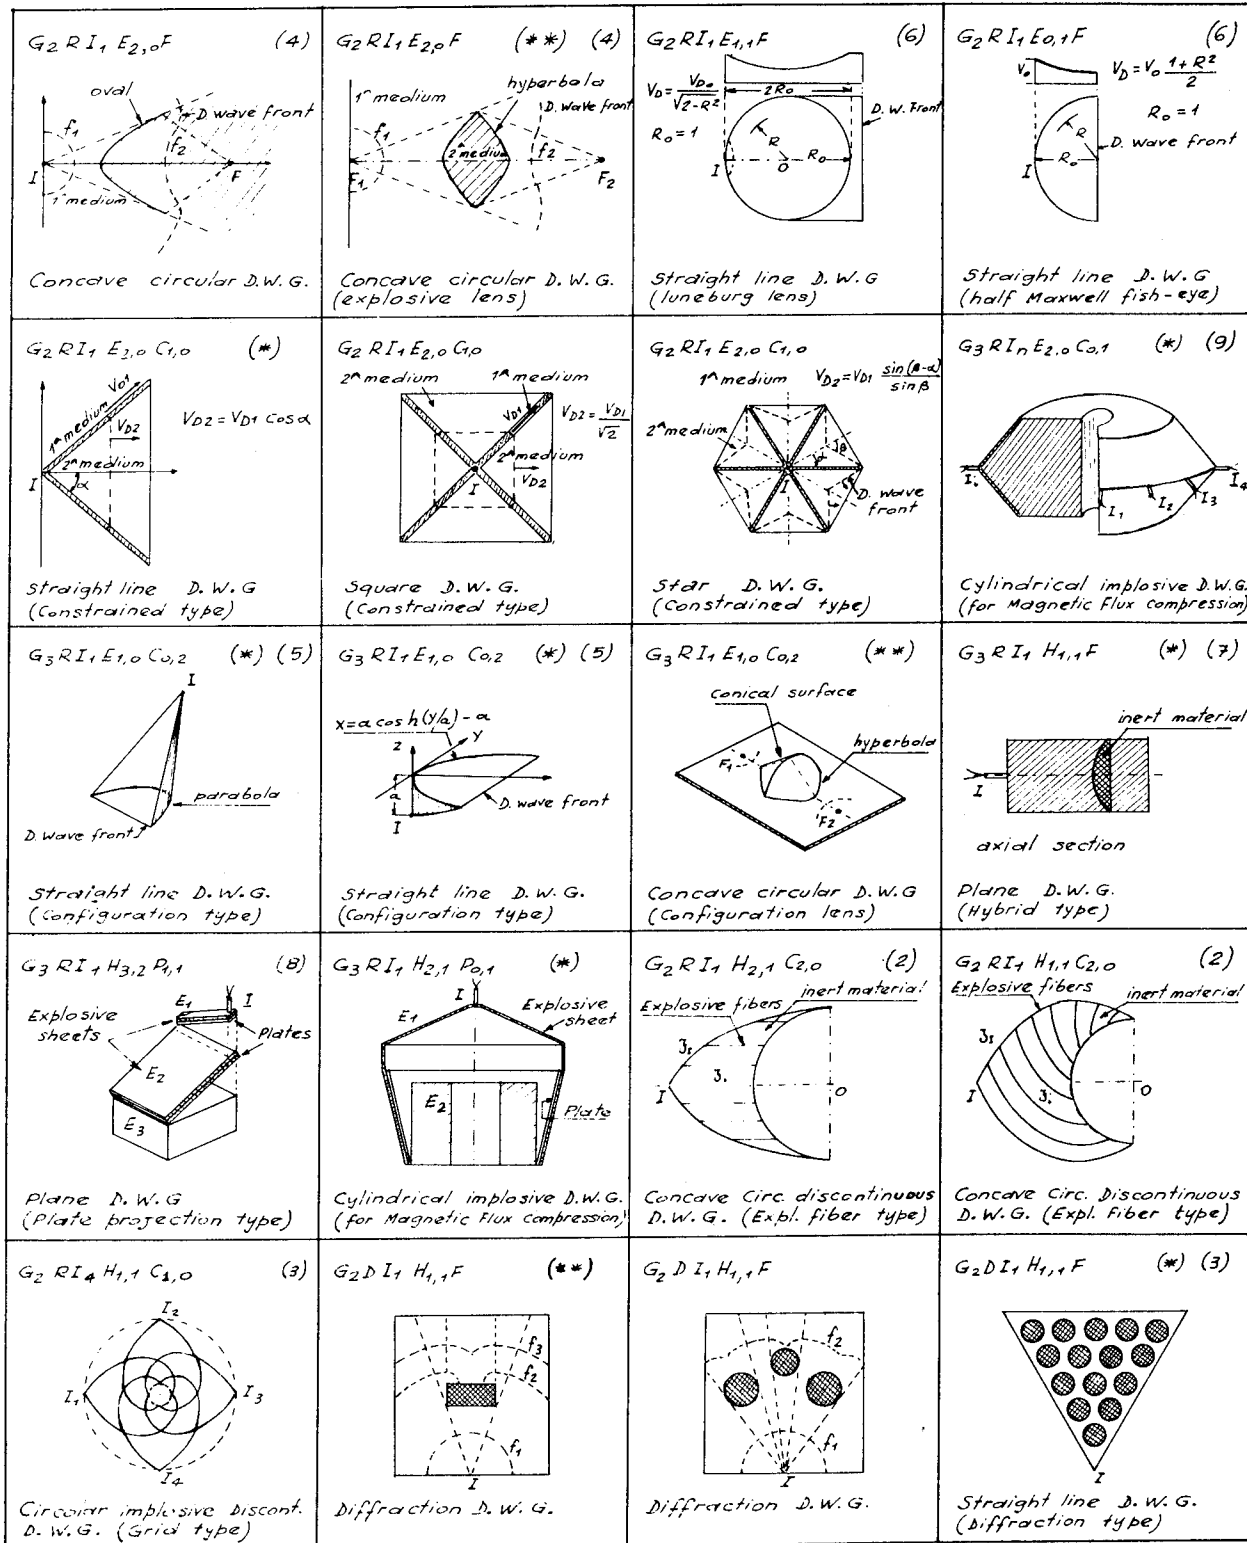 G2 R I1 E2,0 F (4)
oval
D. wave front
f1
f2
I
F
1^ medium
Concave circular D.W.G.
G2 R I1 E2,0 F (**) (4)
hyperbola
1^ medium
D. wave front
f1
2^ medium
f2
F1
F2
Concave circular D.W.G
(explosive lens)
G2 R I1 E1,1 F (6)
VD = VD0 / √2-R²
2R0
D.W. Front
R0 = 1
R
R0
I
O
Straight line D.W.G
(luneburg lens)
G2 R I1 E0,1 F (6)
V0
VD = V0 1+R² / 2
R0 = 1
R
R0
D. wave front
I
Straight line D.W.G
(half Maxwell fish-eye)
G2 R I1 E2,0 C1,0 (*)
VD1
1^ medium
VD2
VD2 = VD1 cos α
2^ medium
I
α
Straight line D.W.G
(Constrained type)
G2 R I1 E2,0 C1,0
2^ medium
1^ medium
VD1
VD2 = VD1 / √2
2^ medium
VD2
I
Square D.W.G.
(Constrained type)
G2 R I1 E2,0 C1,0
1^ medium
VD2 = VD1 sin(β-α) / sin β
2^ medium
α
β
I
D. wave
front
Star D.W.G.
(Constrained type)
G3 R In E2,0 C0,1 (*) (9)
I1
I2
I3
I4
Cylindrical implosive D.W.G.
(for Magnetic Flux compression)
G3 R I1 E1,0 C0,2 (*) (5)
I
parabola
D. wave front
Straight line D.W.G.
(Configuration type)
G3 R I1 E1,0 C0,2 (*) (5)
x = a cos h (y/a) - a
z
y
a
I
D. wave front
Straight line D.W.G.
(Configuration type)
G3 R I1 E1,0 C0,2 (**)
conical surface
hyperbola
F1
F2
Concave circular D.W.G
(Configuration lens)
G3 R I1 H1,1 F (*) (7)
inert material
I
axial section
Plane D.W.G.
(Hybrid type)
G3 R I1 H3,2 P1,1 (8)
E1
I
Explosive
sheets
Plates
E2
E3
Plane D.W.G
(Plate projection type)
G3 R I1 H2,1 P0,1 (*)
I
E1
Explosive
sheet
E2
Plate
Cylindrical implosive D.W.G.
(for Magnetic Flux compression)
G2 R I1 H2,1 C2,0 (2)
Explosive fibers
inert material
I
O
Concave Circ. discontinuous
D.W.G. (Expl. fiber type)
G2 R I1 H1,1 C2,0 (2)
Explosive fibers
inert material
I
O
Concave Circ. Discontinuous
D.W.G. (Expl. Fiber type)
G2 R I4 H1,1 C1,0 (3)
I2
I1
I3
I4
Circolar implosive Discont.
D.W.G. (Grid type)
G2 D I1 H1,1 F (**)
f3
f2
f1
I
Diffraction D.W.G.
G2 D I1 H1,1 F
f2
f1
I
Diffraction D.W.G.
G2 D I1 H1,1 F (*) (3)
I
Straight line D.W.G.
(Diffraction type)